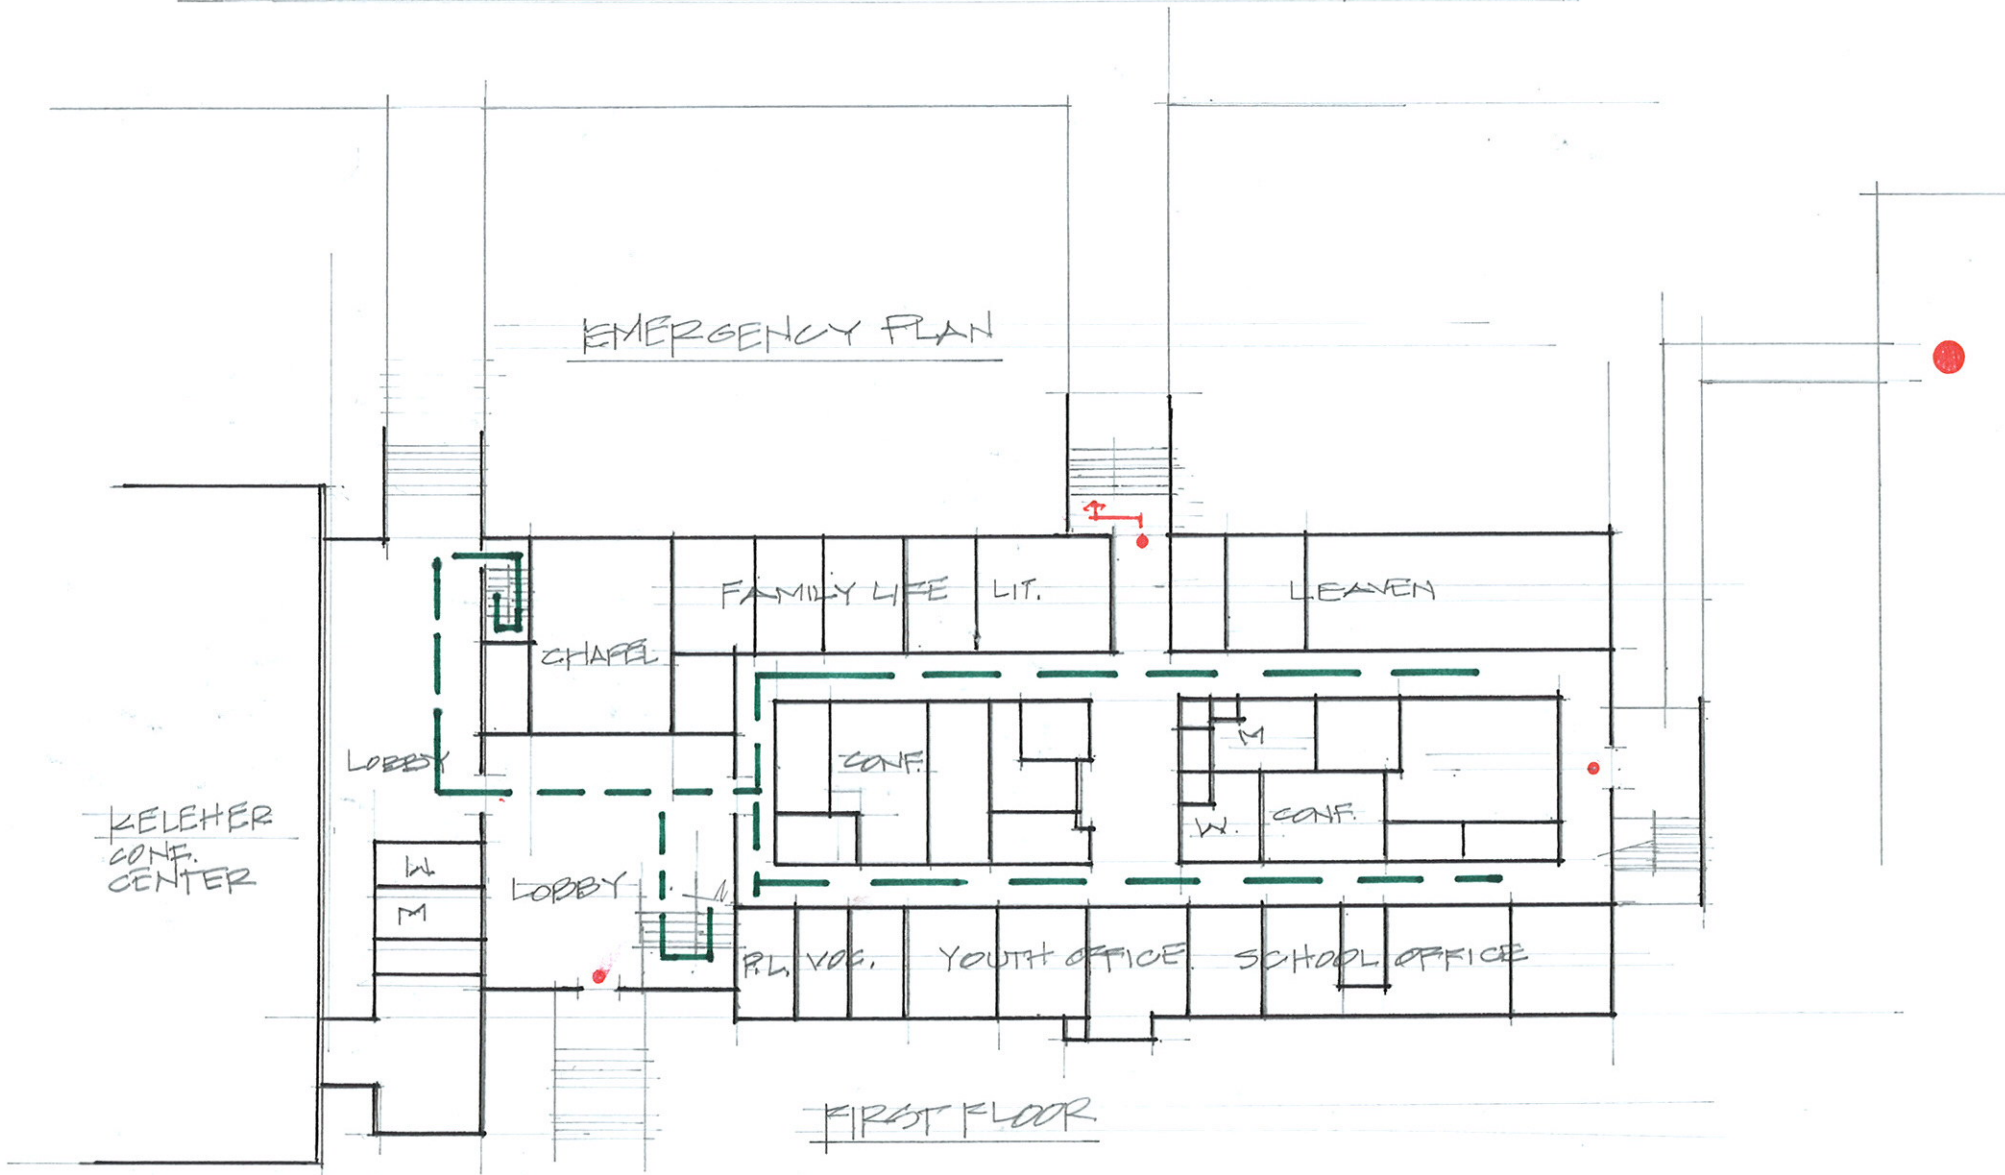 EMERGENCY PLAN
FAMILY LIFE
LIT.
LEAVEN
CHAPEL
LOBBY
CONF.
M
W.
CONF.
KELEHER
CONF.
CENTER
W
M
LOBBY
P.L.
VOC.
YOUTH OFFICE
SCHOOL OFFICE
FIRST FLOOR